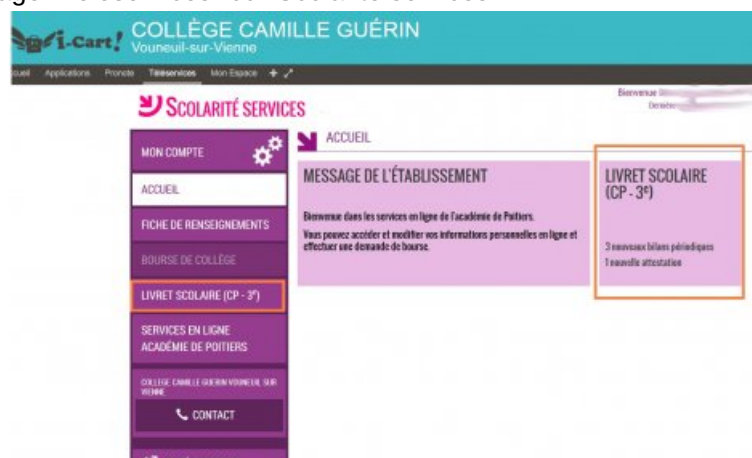 i-Cart!
COLLÈGE CAMILLE GUÉRIN
Vouneuil-sur-Vienne
Applications Pronote Téléservices Mon Espace
SCOLARITÉ SERVICES
Bienvenue
MON COMPTE
ACCUEIL
FICHE DE RENSEIGNEMENTS
BOURSE DE COLLÈGE
LIVRET SCOLAIRE (CP - 3e)
SERVICES EN LIGNE
ACADÉMIE DE POITIERS
COLLEGE CAMILLE GUERIN VOUNEUIL SUR
VIENNE
CONTACT
ACCUEIL
MESSAGE DE L'ÉTABLISSEMENT
Bienvenue dans les services en ligne de l'académie de Poitiers.
Vous pouvez accéder et modifier vos informations personnelles en ligne et
effectuer une demande de bourse.
LIVRET SCOLAIRE
(CP - 3e)
3 nouveaux bilans périodiques
1 nouvelle attestation